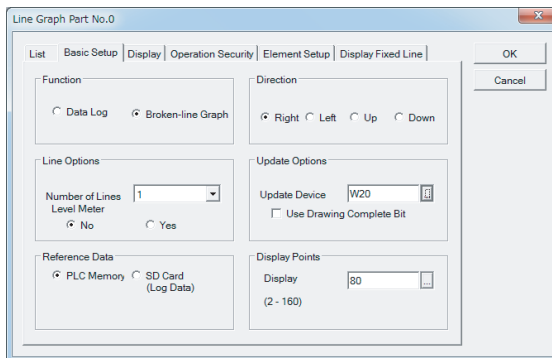 Line Graph Part No.0
List Basic Setup Display Operation Security Element Setup Display Fixed Line
OK
Cancel
Function
Data Log Broken-line Graph
Direction
Right Left Up Down
Line Options
Number of Lines 1
Level Meter
No Yes
Update Options
Update Device W20
Use Drawing Complete Bit
Reference Data
PLC Memory SD Card
(Log Data)
Display Points
Display 80 ...
(2 - 160)